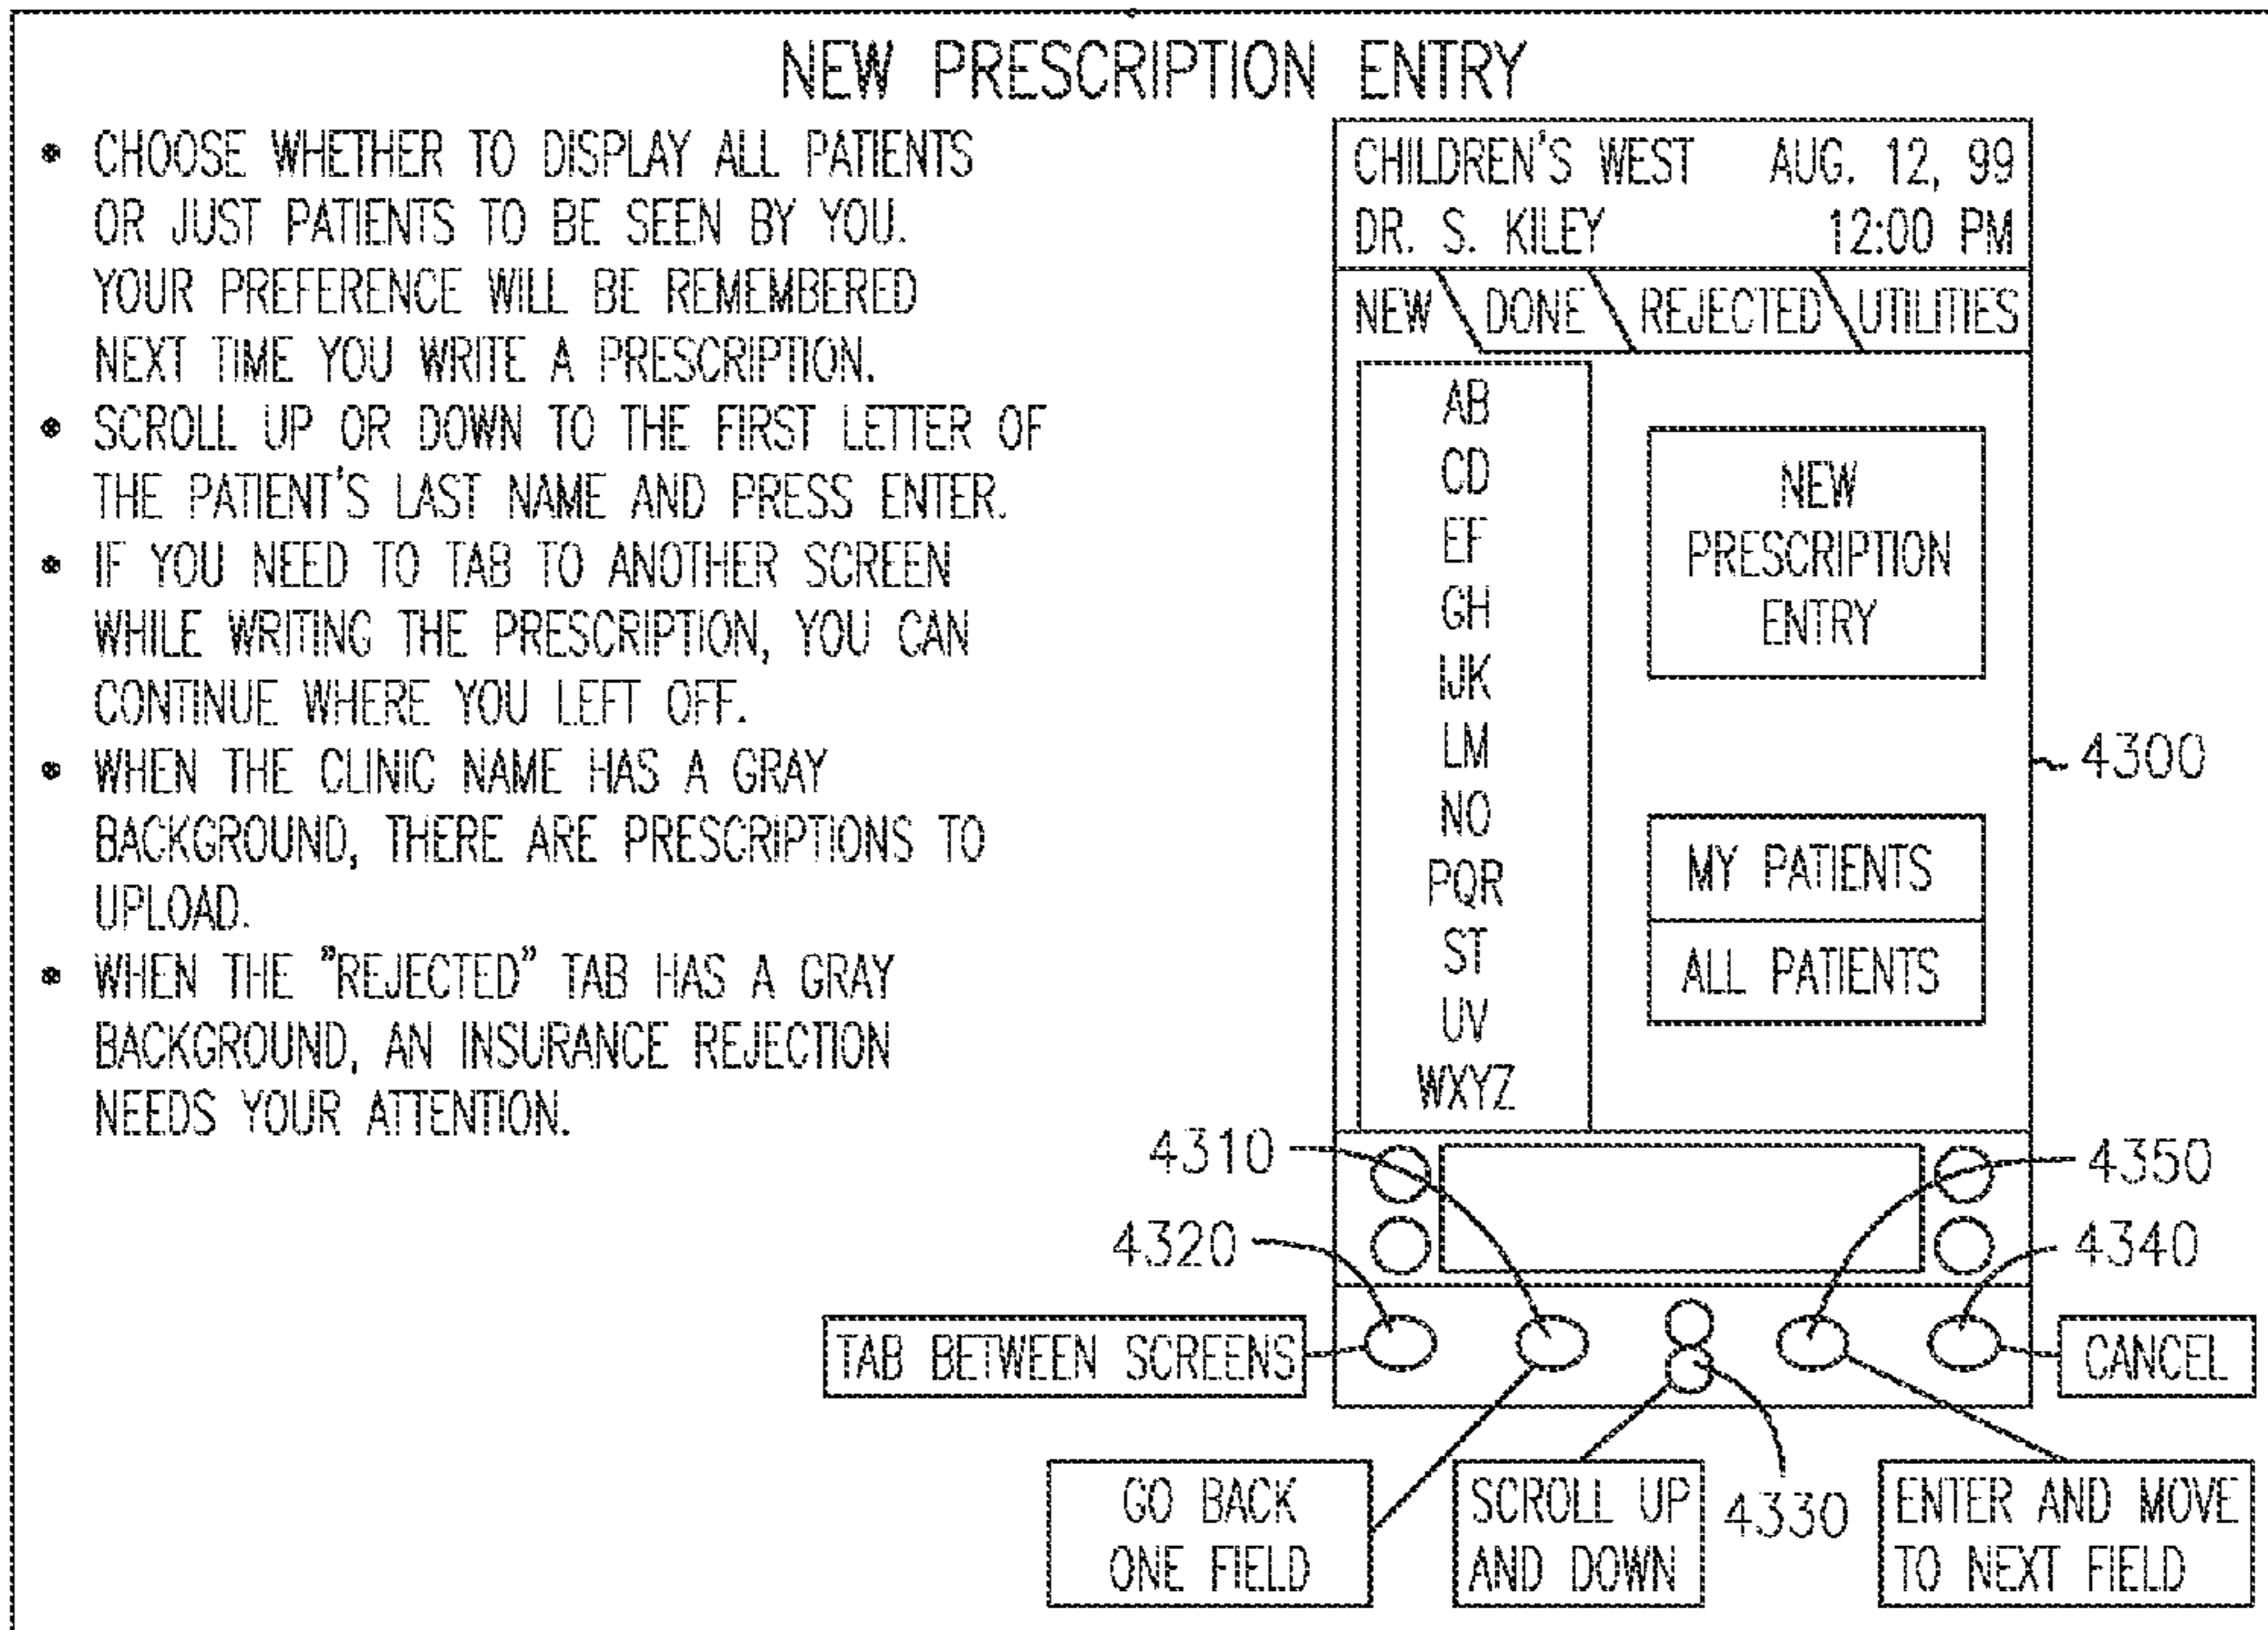 NEW PRESCRIPTION ENTRY
• CHOOSE WHETHER TO DISPLAY ALL PATIENTS
OR JUST PATIENTS TO BE SEEN BY YOU.
YOUR PREFERENCE WILL BE REMEMBERED
NEXT TIME YOU WRITE A PRESCRIPTION.
• SCROLL UP OR DOWN TO THE FIRST LETTER OF
THE PATIENT'S LAST NAME AND PRESS ENTER.
• IF YOU NEED TO TAB TO ANOTHER SCREEN
WHILE WRITING THE PRESCRIPTION, YOU CAN
CONTINUE WHERE YOU LEFT OFF.
• WHEN THE CLINIC NAME HAS A GRAY
BACKGROUND, THERE ARE PRESCRIPTIONS TO
UPLOAD.
• WHEN THE "REJECTED" TAB HAS A GRAY
BACKGROUND, AN INSURANCE REJECTION
NEEDS YOUR ATTENTION.
CHILDREN'S WEST AUG. 12, 99
DR. S. KILEY 12:00 PM
NEW DONE REJECTED UTILITIES
AB
CD
EF
GH
IJK
LM
NO
PQR
ST
UV
WXYZ
NEW
PRESCRIPTION
ENTRY
4300
MY PATIENTS
ALL PATIENTS
4310
4350
4320
4340
TAB BETWEEN SCREENS
CANCEL
GO BACK
ONE FIELD
SCROLL UP
AND DOWN
4330
ENTER AND MOVE
TO NEXT FIELD